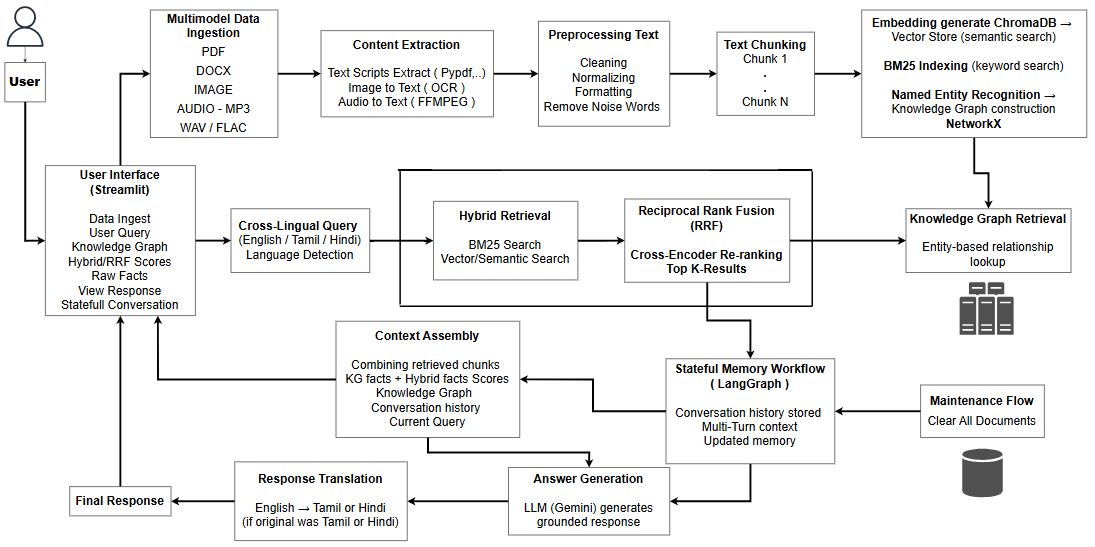 User
Multimodel Data
Ingestion
PDF
DOCX
IMAGE
AUDIO - MP3
WAV / FLAC
Content Extraction
Text Scripts Extract ( Pypdf,..)
Image to Text ( OCR )
Audio to Text ( FFMPEG )
Preprocessing Text
Cleaning
Normalizing
Formatting
Remove Noise Words
Text Chunking
Chunk 1
.
.
Chunk N
Embedding generate ChromaDB →
Vector Store (semantic search)
BM25 Indexing (keyword search)
Named Entity Recognition →
Knowledge Graph construction
NetworkX
User Interface
(Streamlit)
Data Ingest
User Query
Knowledge Graph
Hybrid/RRF Scores
Raw Facts
View Response
Statefull Conversation
Cross-Lingual Query
(English / Tamil / Hindi)
Language Detection
Hybrid Retrieval
BM25 Search
Vector/Semantic Search
Reciprocal Rank Fusion
(RRF)
Cross-Encoder Re-ranking
Top K-Results
Knowledge Graph Retrieval
Entity-based relationship
lookup
Context Assembly
Combining retrieved chunks
KG facts + Hybrid facts Scores
Knowledge Graph
Conversation history
Current Query
Stateful Memory Workflow
( LangGraph )
Conversation history stored
Multi-Turn context
Updated memory
Maintenance Flow
Clear All Documents
Answer Generation
LLM (Gemini) generates
grounded response
Response Translation
English → Tamil or Hindi
(if original was Tamil or Hindi)
Final Response